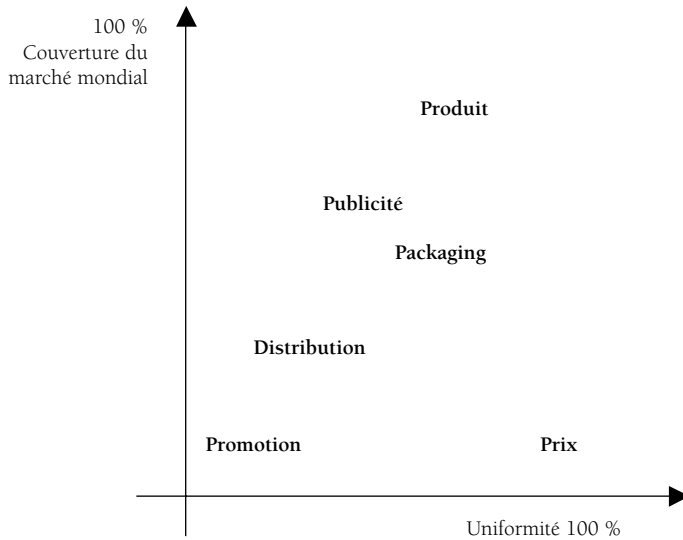 100 %
Couverture du
marché mondial
Produit
Publicité
Packaging
Distribution
Promotion
Prix
Uniformité 100 %